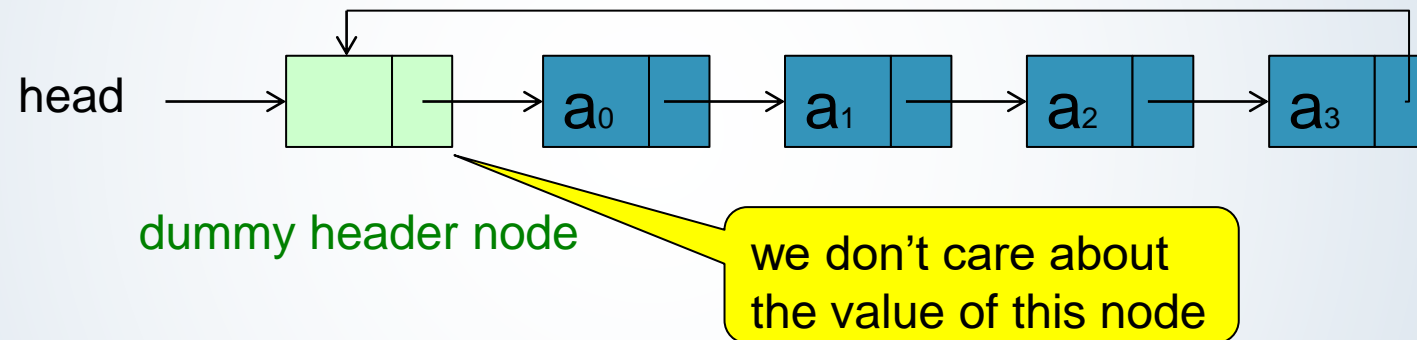 head
a₀
a₁
a₂
a₃
dummy header node
we don’t care about
the value of this node